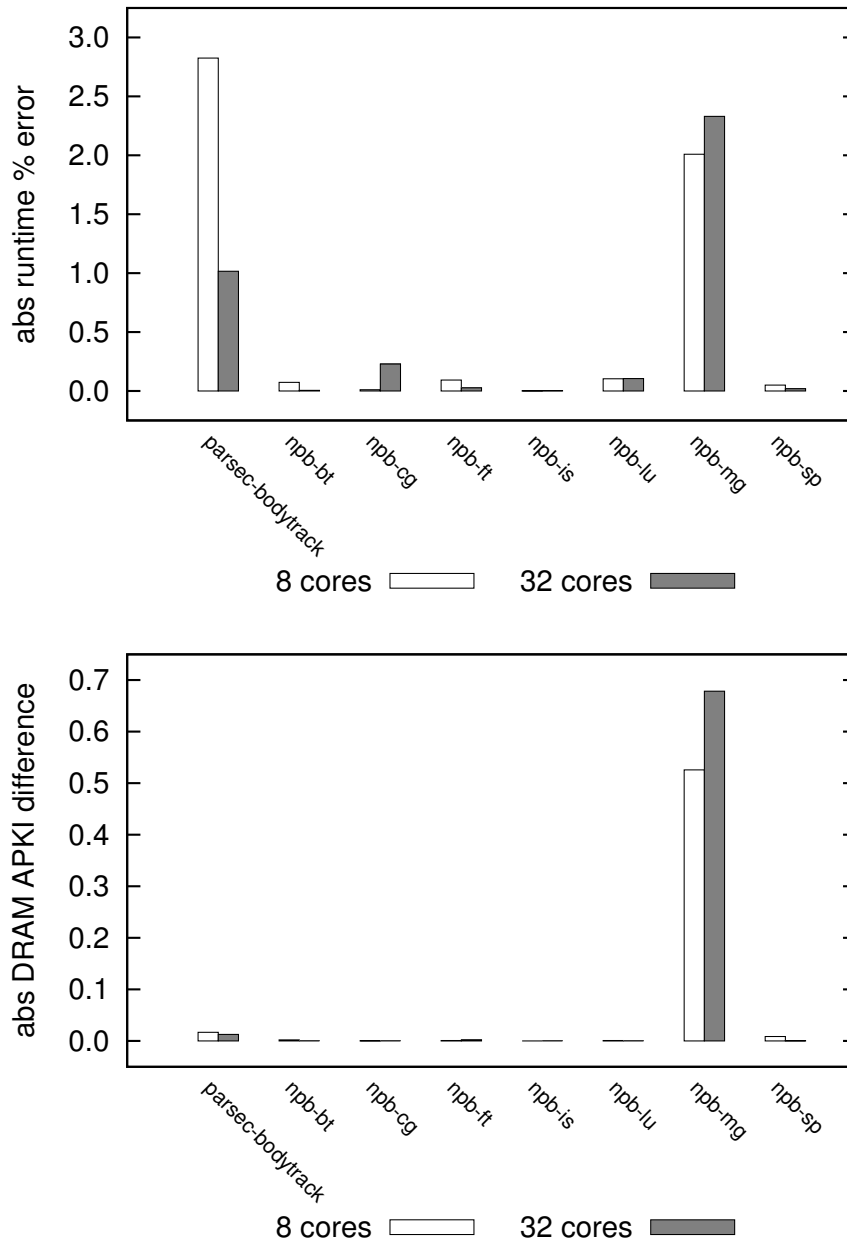 abs runtime % error
3.0
2.5
2.0
1.5
1.0
0.5
0.0
parsec-bodytrack
npb-bt
npb-cg
npb-ft
npb-is
npb-lu
npb-mg
npb-sp
8 cores
32 cores
abs DRAM APKI difference
0.7
0.6
0.5
0.4
0.3
0.2
0.1
0.0
parsec-bodytrack
npb-bt
npb-cg
npb-ft
npb-is
npb-lu
npb-mg
npb-sp
8 cores
32 cores